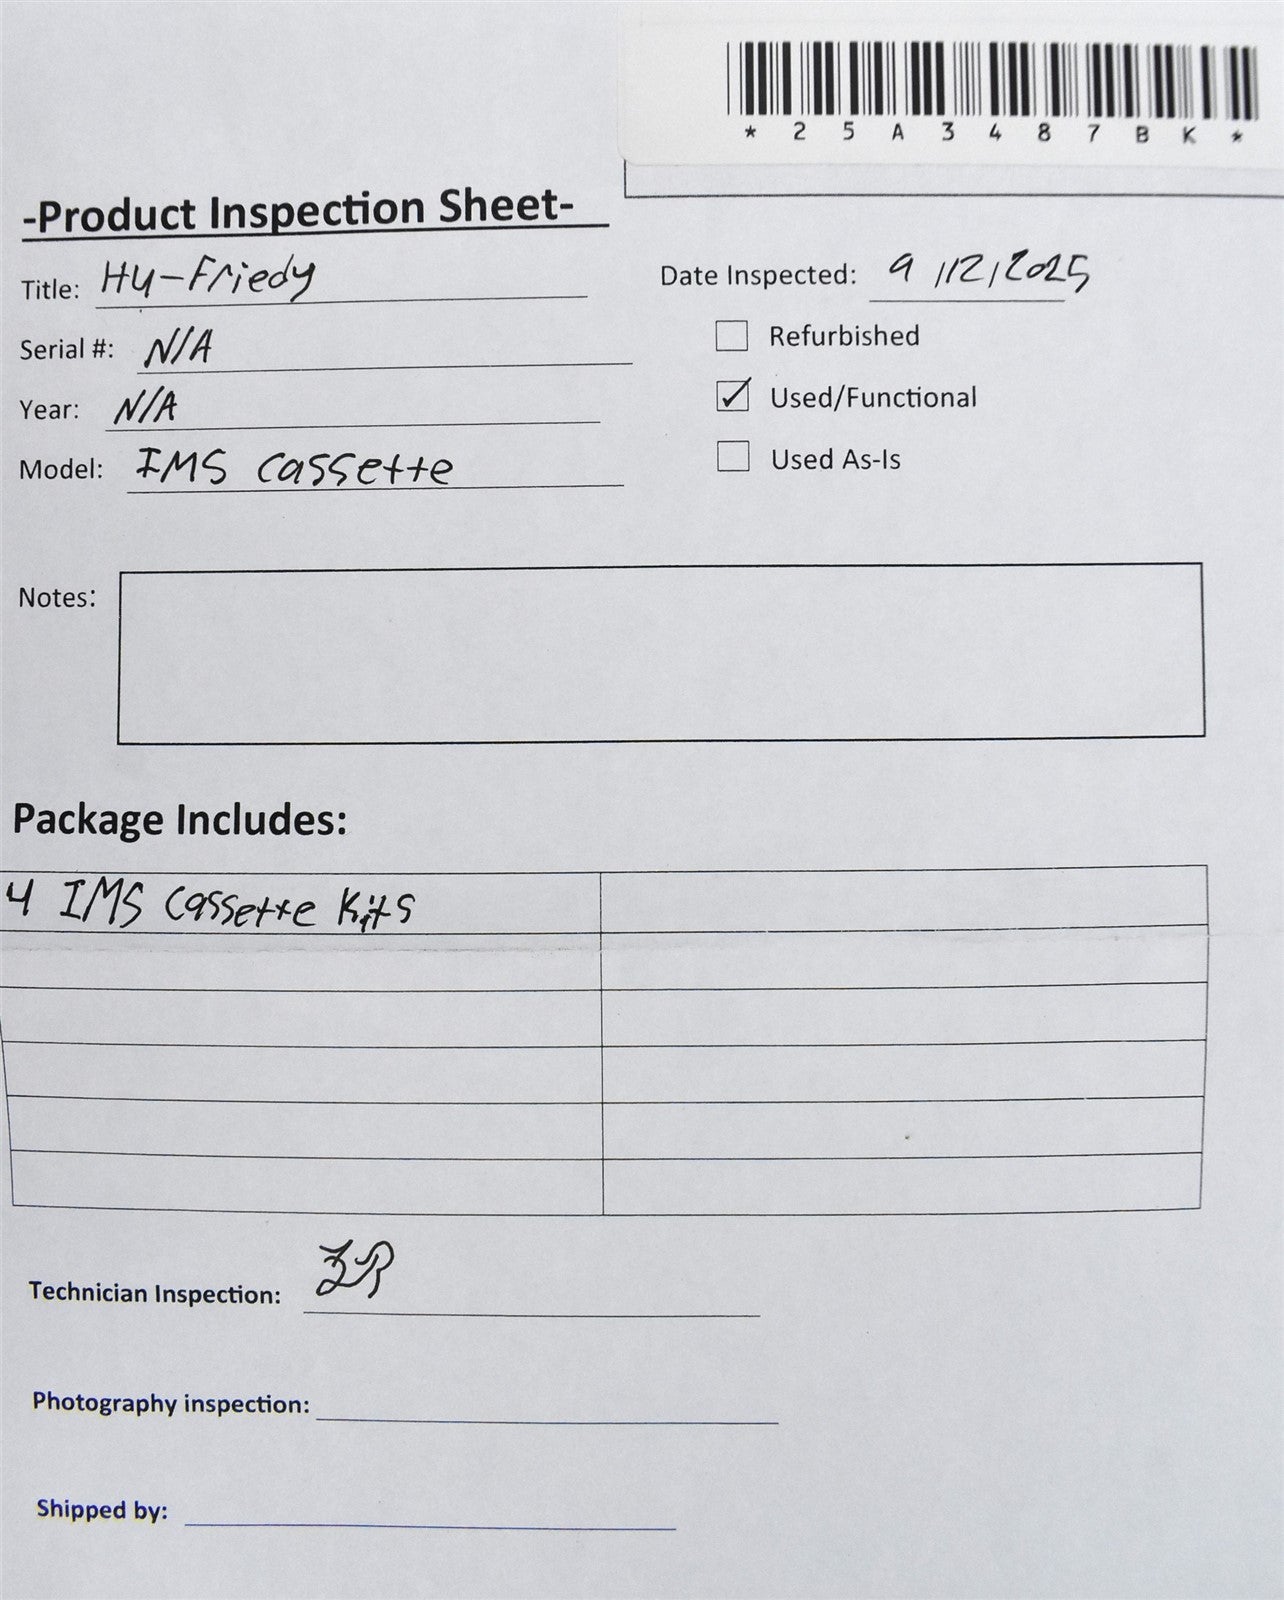 *25A3487BK*
-Product Inspection Sheet-
Title: Hu-Friedy
Date Inspected: 9/12/2025
Refurbished
Serial #: N/A
Used/Functional
Year: N/A
Used As-Is
Model: IMS Cassette
Notes:
Package Includes:
4 IMS Cassette Kits
Technician Inspection:
Photography inspection:
Shipped by: